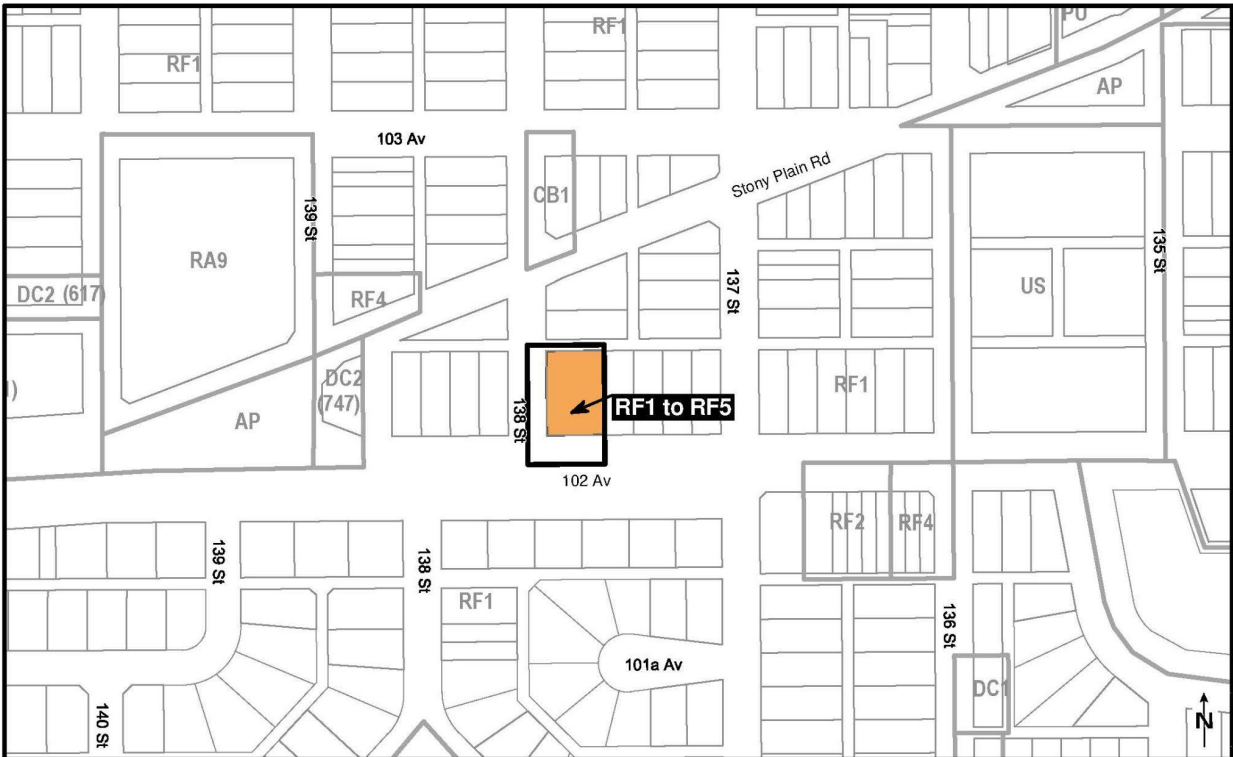 PU
RF1
RF1
AP
103 Av
Stony Plain Rd
CB1
139 St
135 St
RA9
137 St
US
DC2 (617)
RF4
DC2
(747)
RF1
RF1 to RF5
138 St
AP
102 Av
RF2
RF4
139 St
138 St
RF1
136 St
101a Av
DC1
140 St
N